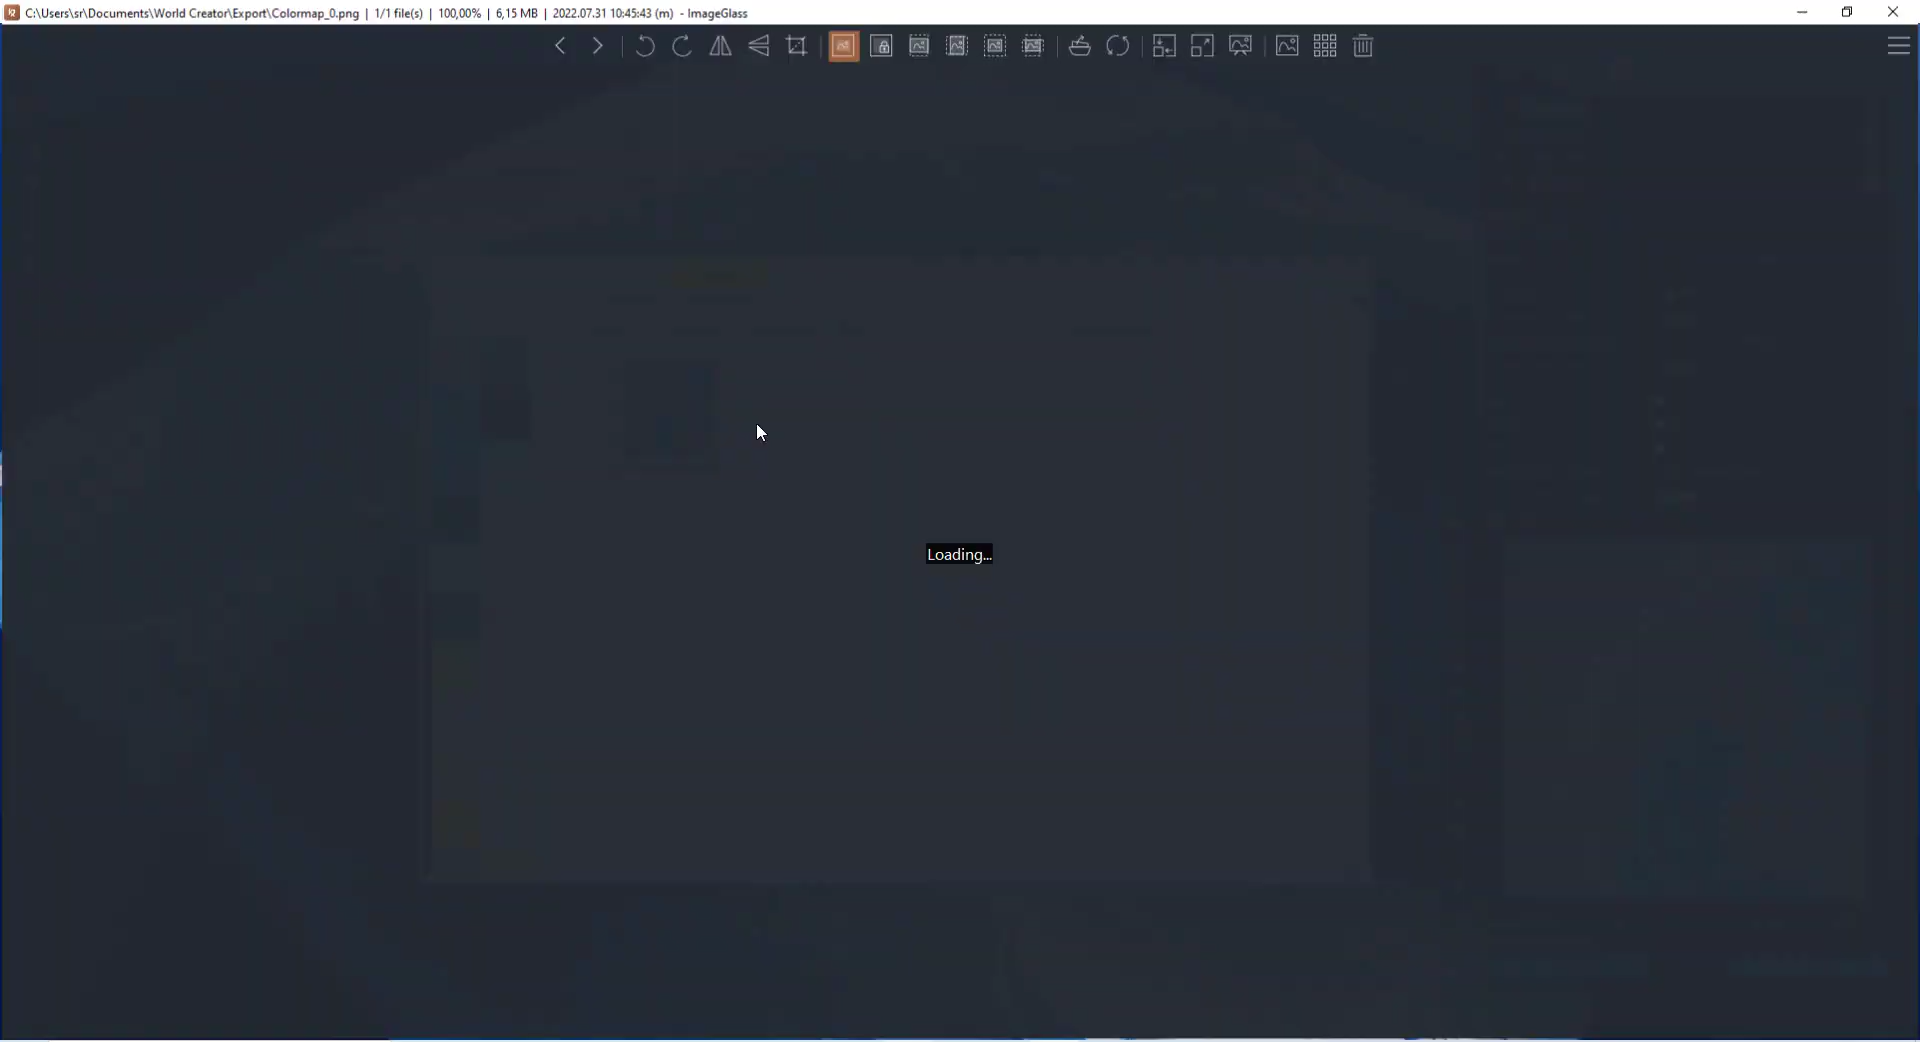 C:\Users\sr\Documents\World Creator\Export\Colormap_0.png | 1/1 file(s) | 100,00% | 6,15 MB | 2022.07.31 10:45:43 (m) - ImageGlass
Loading...